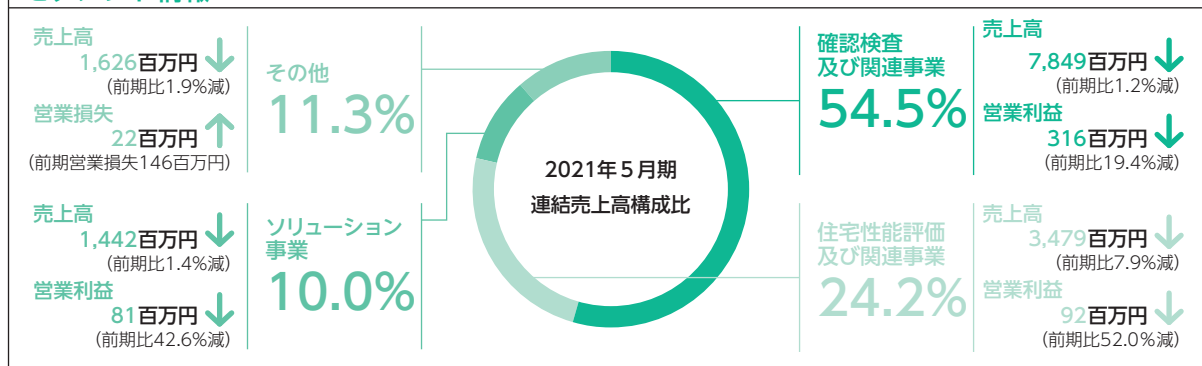 売上高
1,626百万円
(前期比1.9%減)
営業損失
22百万円
(前期営業損失146百万円)
その他
11.3%
売上高
1,442百万円
(前期比1.4%減)
営業利益
81百万円
(前期比42.6%減)
ソリューション
事業
10.0%
2021年5月期
連結売上高構成比
確認検査
及び関連事業
54.5%
売上高
7,849百万円
(前期比1.2%減)
営業利益
316百万円
(前期比19.4%減)
住宅性能評価
及び関連事業
24.2%
売上高
3,479百万円
(前期比7.9%減)
営業利益
92百万円
(前期比52.0%減)